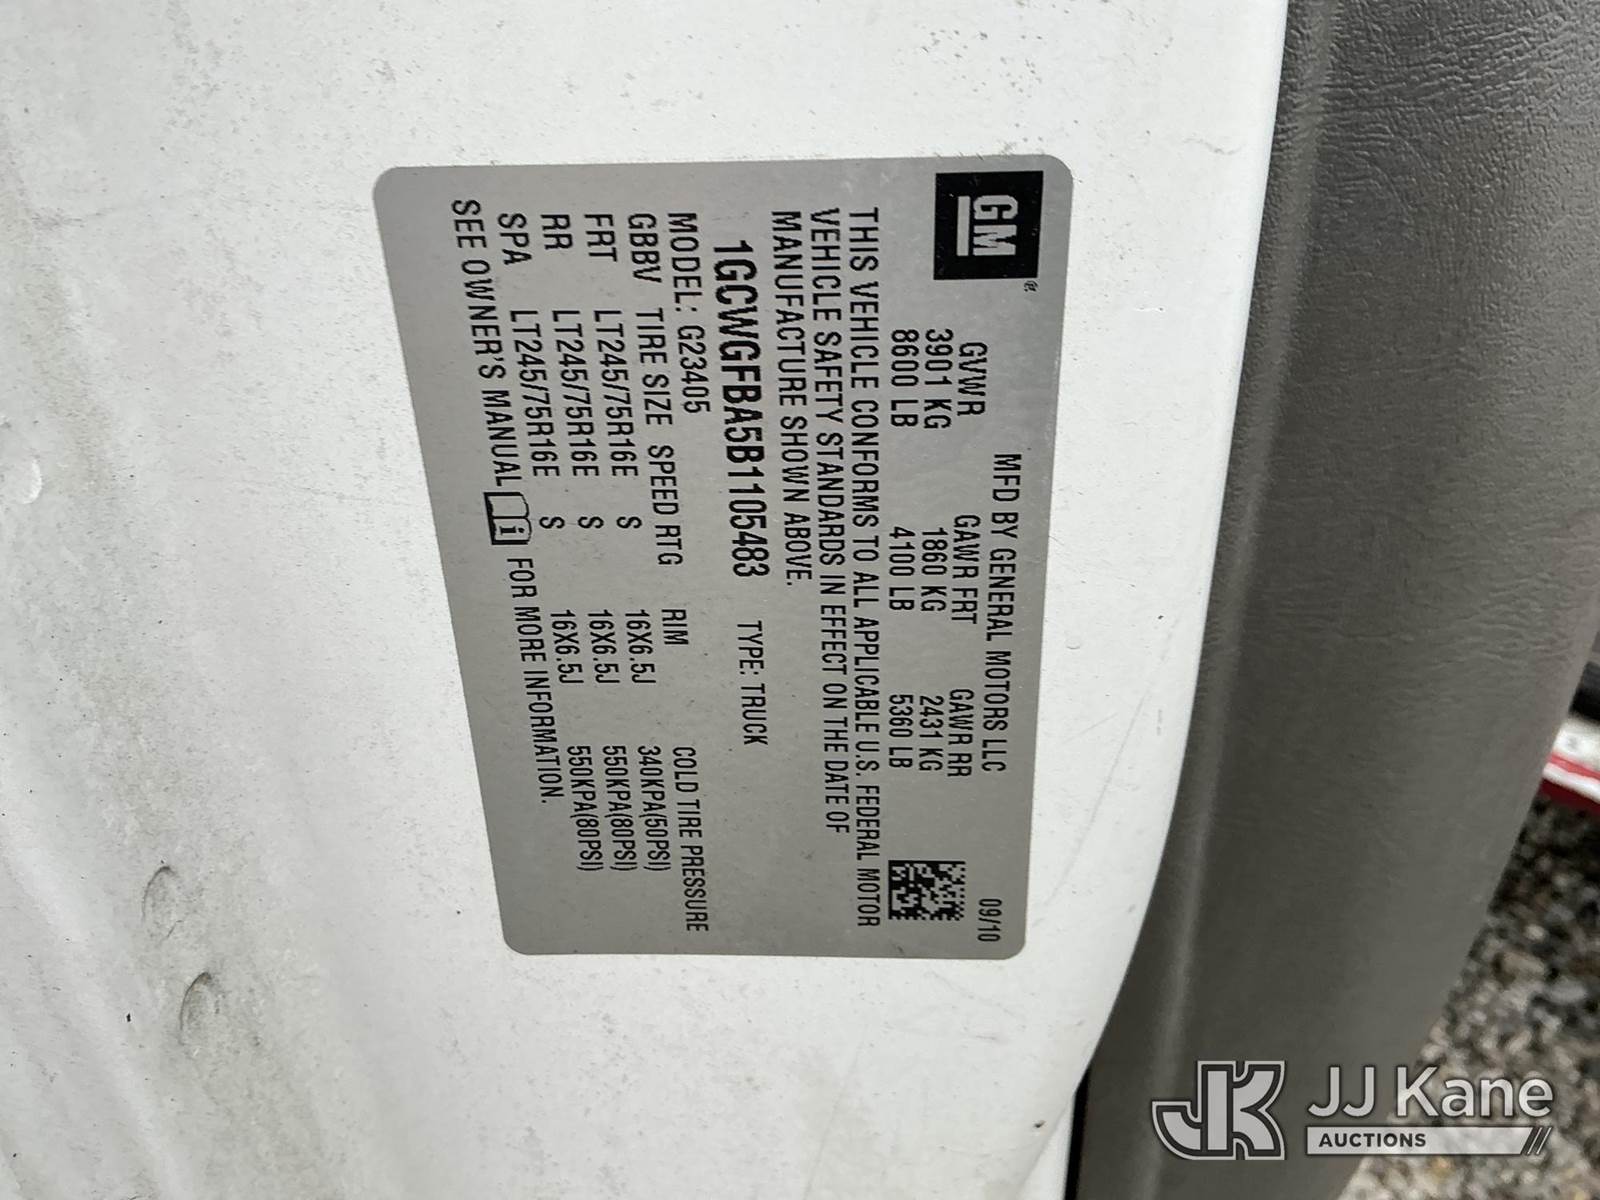 GM®
MFD BY GENERAL MOTORS LLC 09/10
GVWR GAWR FRT GAWR RR
3901 KG 1860 KG 2431 KG
8600 LB 4100 LB 5360 LB
THIS VEHICLE CONFORMS TO ALL APPLICABLE U.S. FEDERAL MOTOR
VEHICLE SAFETY STANDARDS IN EFFECT ON THE DATE OF
MANUFACTURE SHOWN ABOVE.
1GCWGFBA5B1105483 TYPE: TRUCK
MODEL: G23405
GBBV TIRE SIZE SPEED RTG RIM COLD TIRE PRESSURE
FRT LT245/75R16E S 16X6.5J 340KPA(50PSI)
RR LT245/75R16E S 16X6.5J 550KPA(80PSI)
SPA LT245/75R16E S 16X6.5J 550KPA(80PSI)
SEE OWNER'S MANUAL i FOR MORE INFORMATION.
JK JJ Kane
AUCTIONS